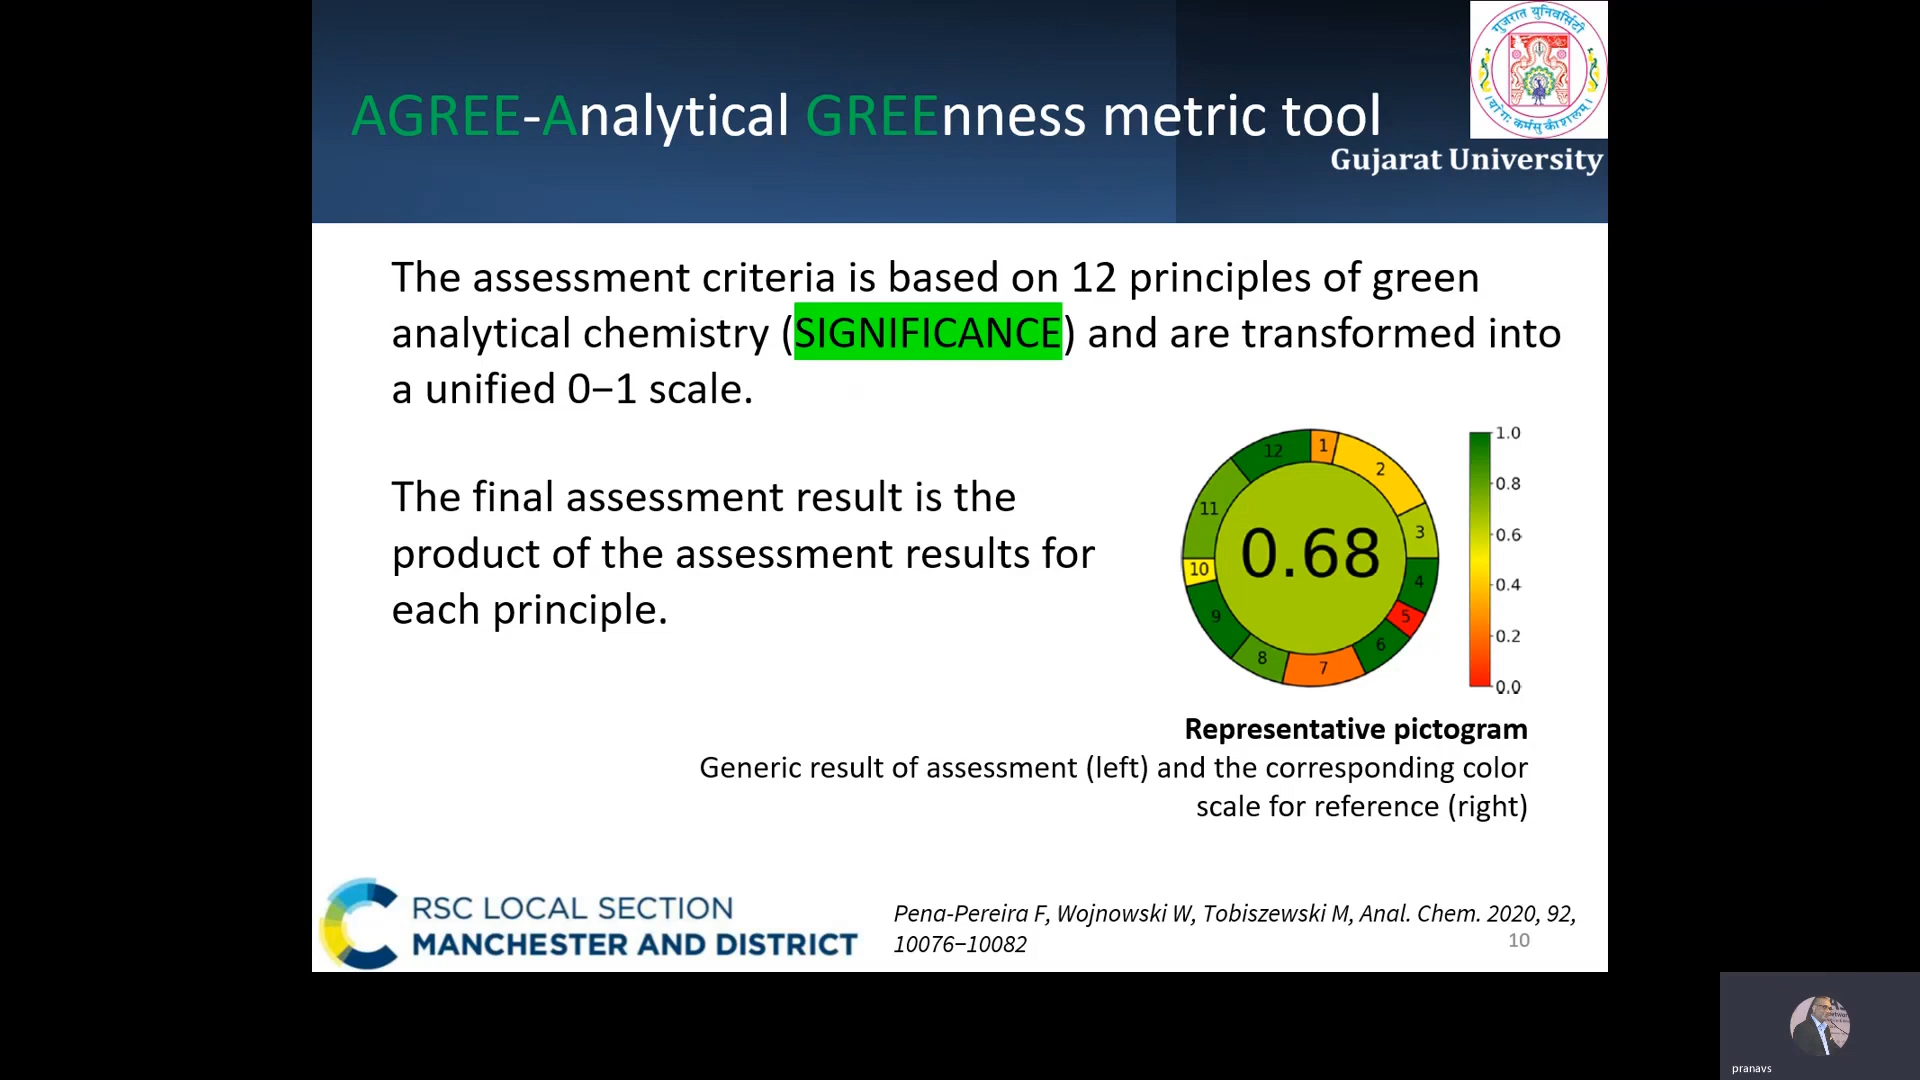 गुजरात युनिवर्सिटी
।योगः कर्मसु कौशलम्।
AGREE-Analytical GREEnness metric tool
Gujarat University
The assessment criteria is based on 12 principles of green
analytical chemistry (SIGNIFICANCE) and are transformed into
a unified 0−1 scale.
The final assessment result is the
product of the assessment results for
each principle.
12
1
2
3
4
5
6
7
8
9
10
11
0.68
1.0
0.8
0.6
0.4
0.2
0.0
Representative pictogram
Generic result of assessment (left) and the corresponding color
scale for reference (right)
RSC LOCAL SECTION
MANCHESTER AND DISTRICT
Pena-Pereira F, Wojnowski W, Tobiszewski M, Anal. Chem. 2020, 92,
10076−10082
10
pranavs